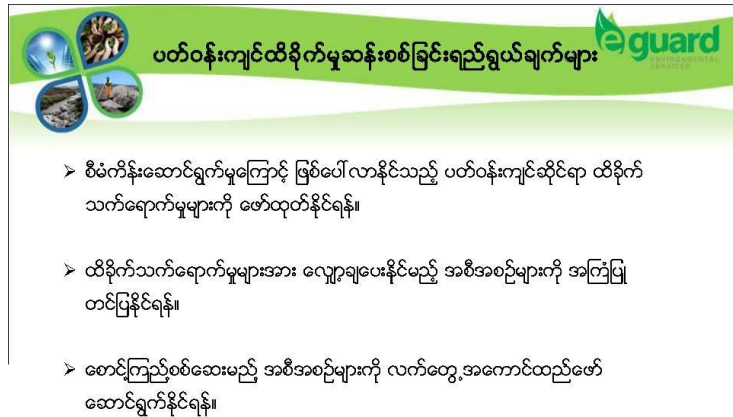 ပတ်ဝန်းကျင်ထိခိုက်မှုဆန်းစစ်ခြင်းရည်ရွယ်ချက်များ
eguard
ENVIRONMENTAL
SERVICES
➢ စီမံကိန်းဆောင်ရွက်မှုကြောင့် ဖြစ်ပေါ်လာနိုင်သည့် ပတ်ဝန်းကျင်ဆိုင်ရာ ထိခိုက်
သက်ရောက်မှုများကို ဖော်ထုတ်နိုင်ရန်။
➢ ထိခိုက်သက်ရောက်မှုများအား လျှော့ချပေးနိုင်မည့် အစီအစဉ်များကို အကြံပြု
တင်ပြနိုင်ရန်။
➢ စောင့်ကြည့်စစ်ဆေးမည့် အစီအစဉ်များကို လက်တွေ့အကောင်ထည်ဖော်
ဆောင်ရွက်နိုင်ရန်။